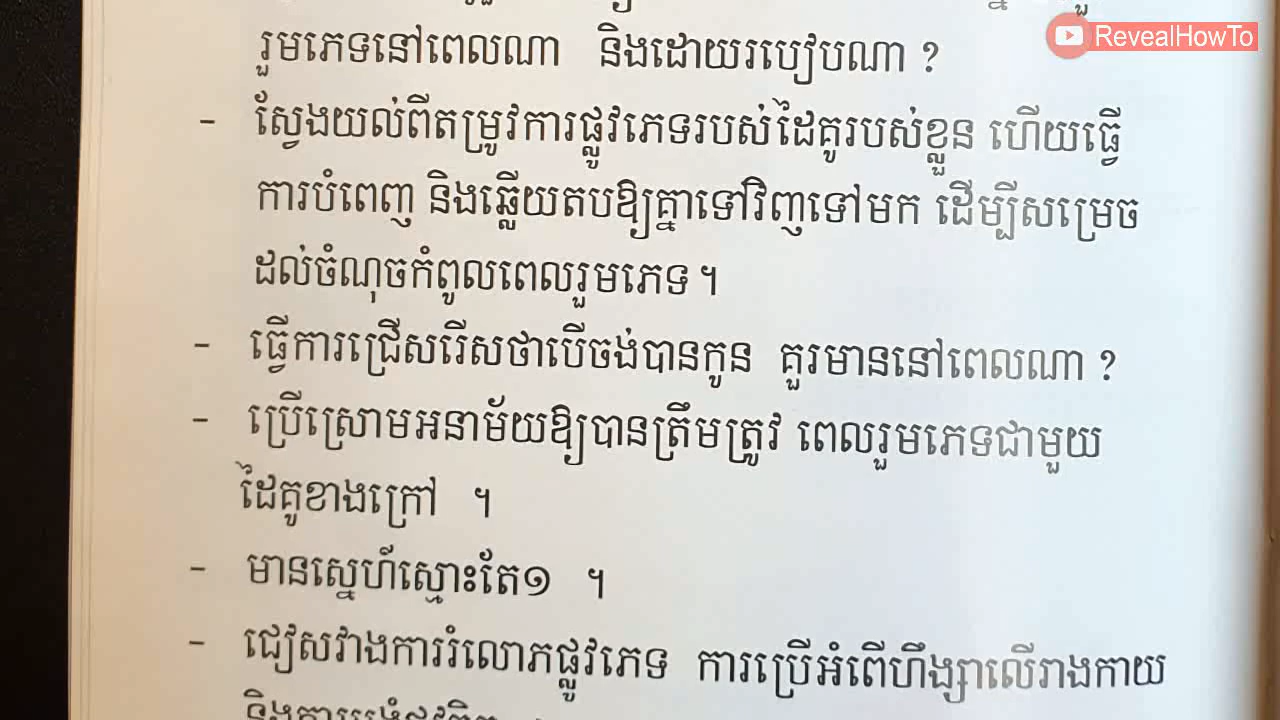 RevealHowTo
រួមភេទនៅពេលណា និងដោយរបៀបណា ?
- ស្វែងយល់ពីតម្រូវការផ្លូវភេទរបស់ដៃគូរបស់ខ្លួន ហើយធ្វើ
ការបំពេញ និងឆ្លើយតបឱ្យគ្នាទៅវិញទៅមក ដើម្បីសម្រេច
ដល់ចំណុចកំពូលពេលរួមភេទ។
- ធ្វើការជ្រើសរើសថាបើចង់បានកូន គួរមាននៅពេលណា ?
- ប្រើស្រោមអនាម័យឱ្យបានត្រឹមត្រូវ ពេលរួមភេទជាមួយ
ដៃគូខាងក្រៅ ។
- មានស្នេហ៍ស្មោះតែ១ ។
- ជៀសវាងការរំលោភផ្លូវភេទ ការប្រើអំពើហឹង្សាលើរាងកាយ